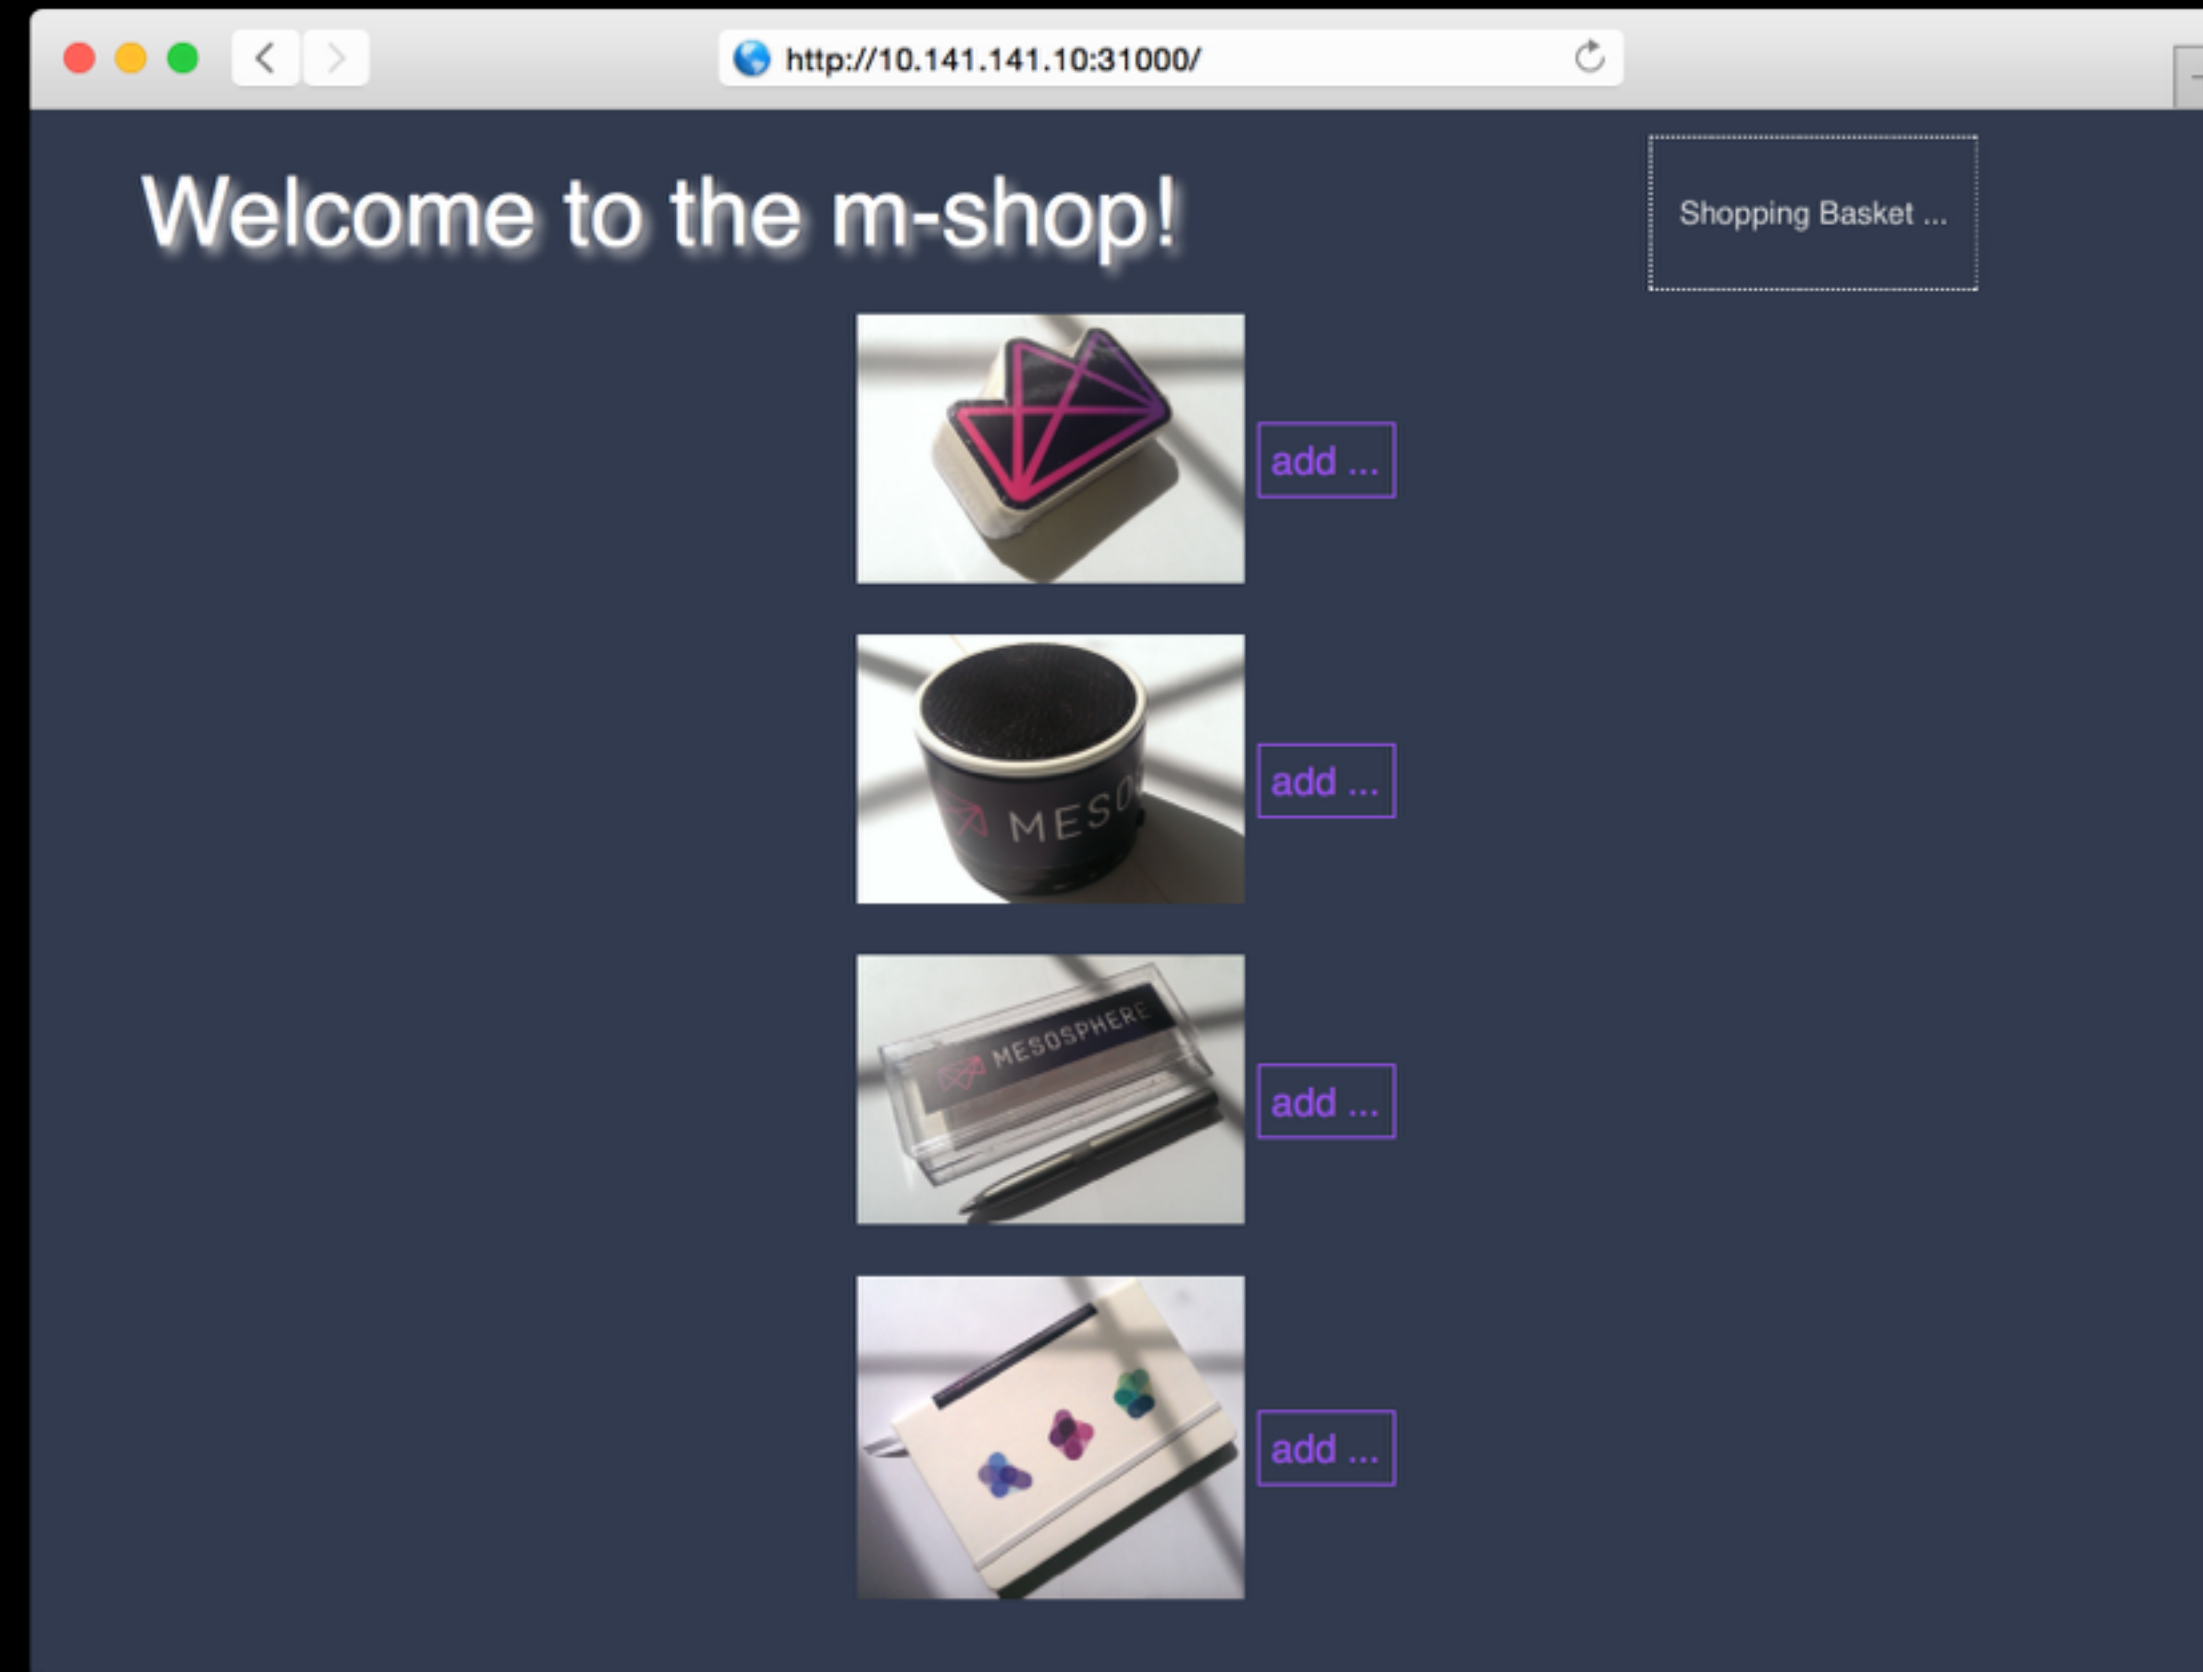 http://10.141.141.10:31000/
Welcome to the m-shop!
Shopping Basket ...
add ...
MESO
add ...
MESOSPHERE
add ...
add ...